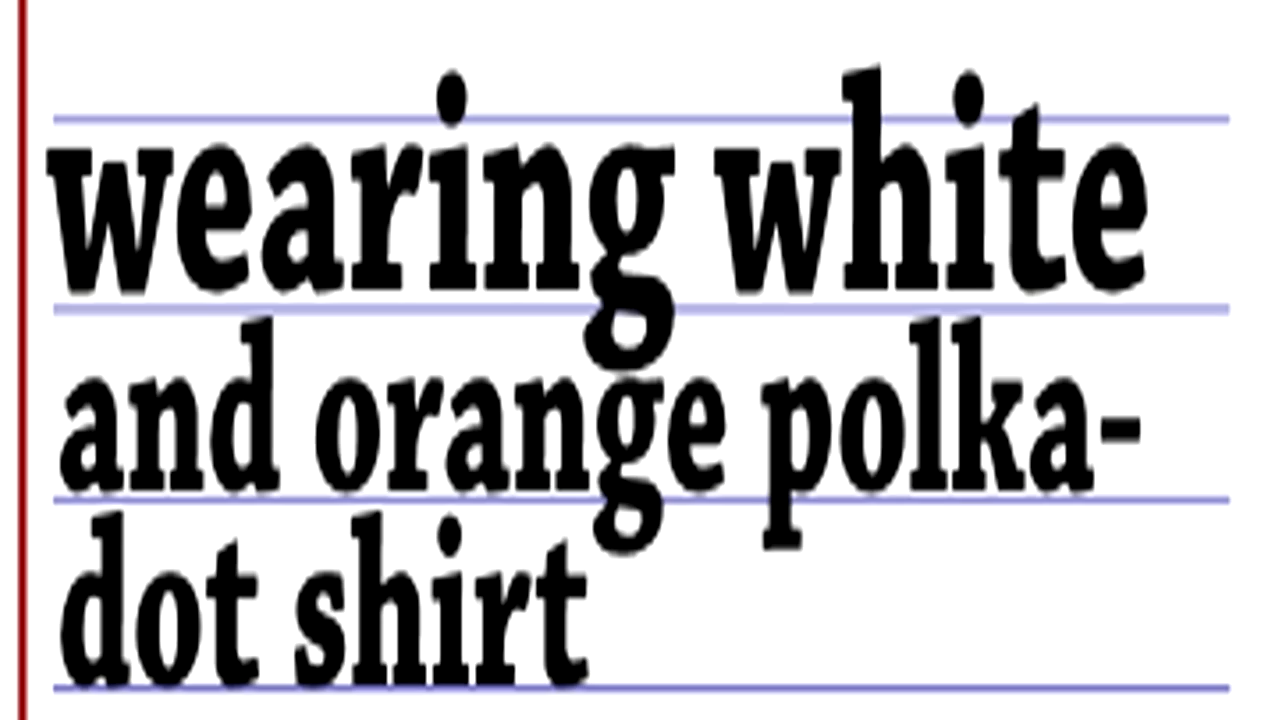 wearing white
and orange polka-
dot shirt